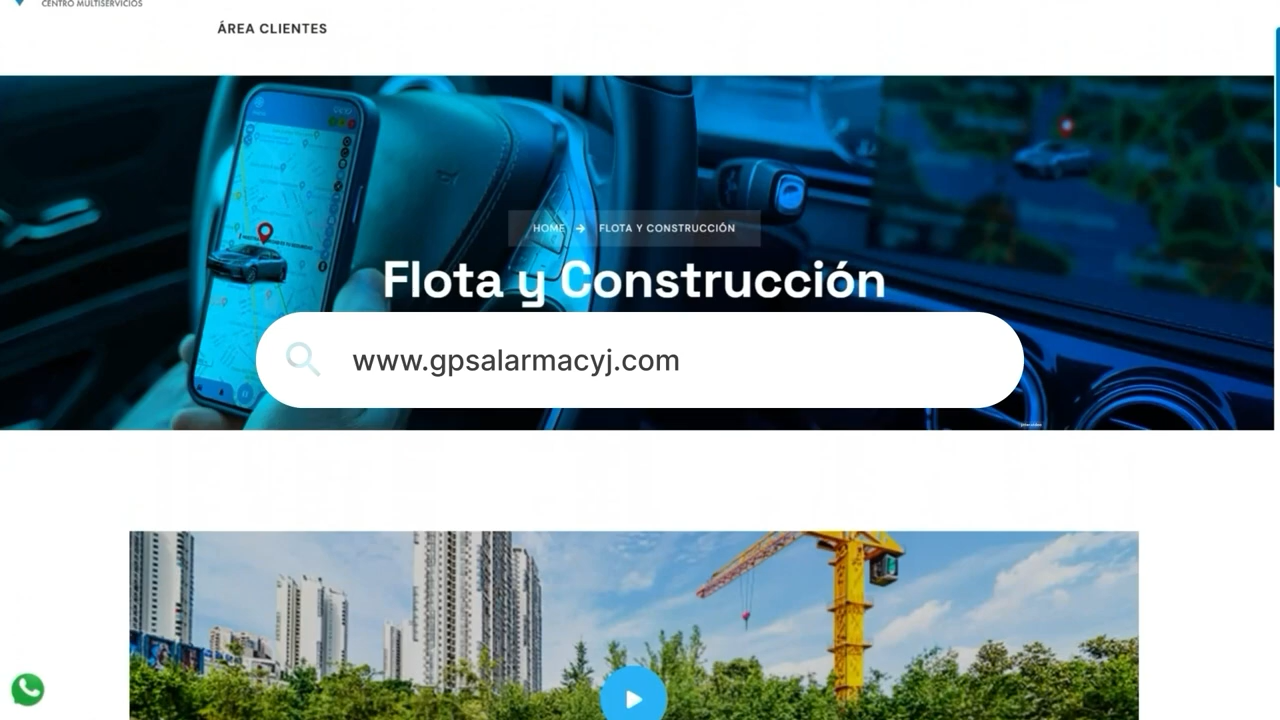 CENTRO MULTISERVICIOS
ÁREA CLIENTES
HOME → FLOTA Y CONSTRUCCIÓN
Flota y Construcción
www.gpsalarmacyj.com